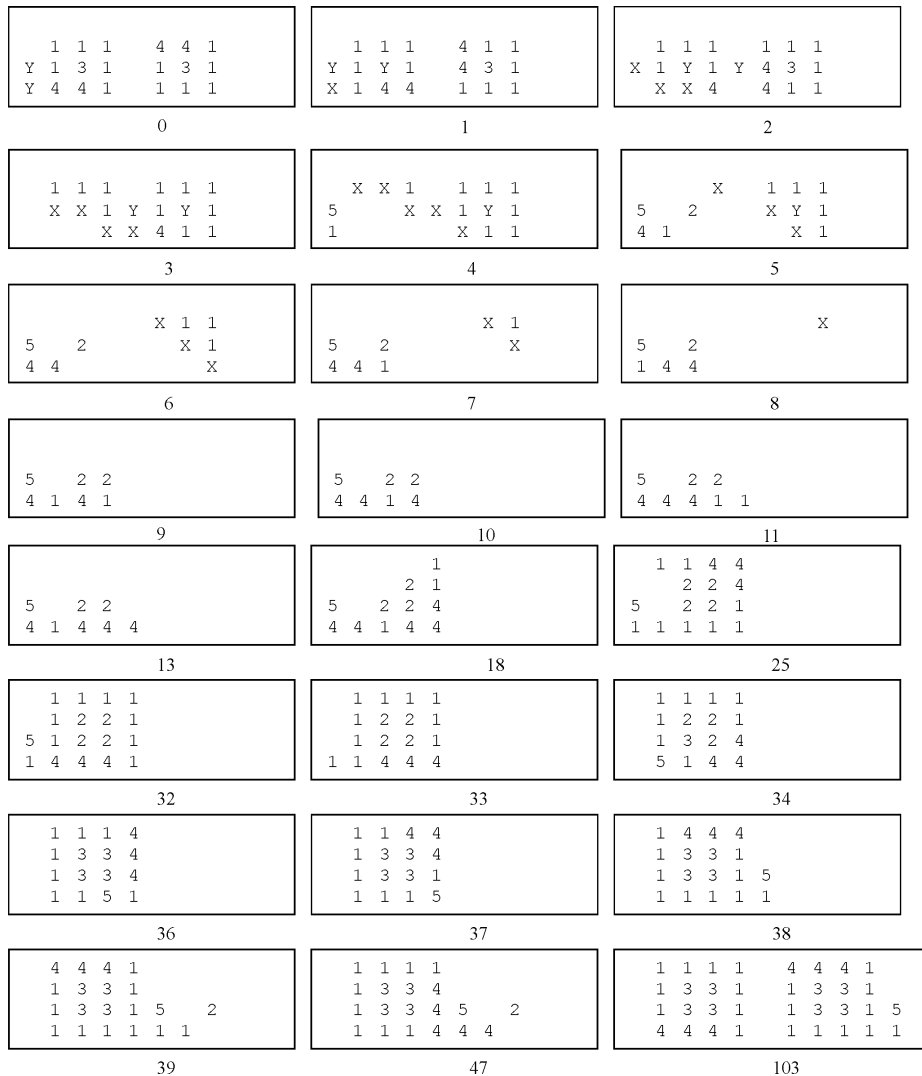 1 1 1 4 4 1
Y 1 3 1 1 3 1
Y 4 4 1 1 1 1
0
1 1 1 4 1 1
Y 1 Y 1 4 3 1
X 1 4 4 1 1 1
1
1 1 1 1 1 1
X 1 Y 1 Y 4 3 1
X X 4 4 1 1
2
1 1 1 1 1 1
X X 1 Y 1 Y 1
X X 4 1 1
3
X X 1 1 1 1
5 X X 1 Y 1
1 X 1 1
4
X 1 1 1
5 2 X Y 1
4 1 X 1
5
X 1 1
5 2 X 1
4 4 X
6
X 1
5 2 X
4 4 1
7
X
5 2
1 4 4
8
5 2 2
4 1 4 1
9
5 2 2
4 4 1 4
10
5 2 2
4 4 4 1 1
11
5 2 2
4 1 4 4 4
13
1
2 1
5 2 2 4
4 4 1 4 4
18
1 1 4 4
2 2 4
5 2 2 1
1 1 1 1 1
25
1 1 1 1
1 2 2 1
5 1 2 2 1
1 4 4 4 1
32
1 1 1 1
1 2 2 1
1 2 2 1
1 1 4 4 4
33
1 1 1 1
1 2 2 1
1 3 2 4
5 1 4 4
34
1 1 1 4
1 3 3 4
1 3 3 4
1 1 5 1
36
1 1 4 4
1 3 3 4
1 3 3 1
1 1 1 5
37
1 4 4 4
1 3 3 1
1 3 3 1 5
1 1 1 1 1
38
4 4 4 1
1 3 3 1
1 3 3 1 5 2
1 1 1 1 1 1
39
1 1 1 1
1 3 3 4
1 3 3 4 5 2
1 1 1 4 4 4
47
1 1 1 1 4 4 4 1
1 3 3 1 1 3 3 1
1 3 3 1 1 3 3 1 5
4 4 4 1 1 1 1 1 1
103